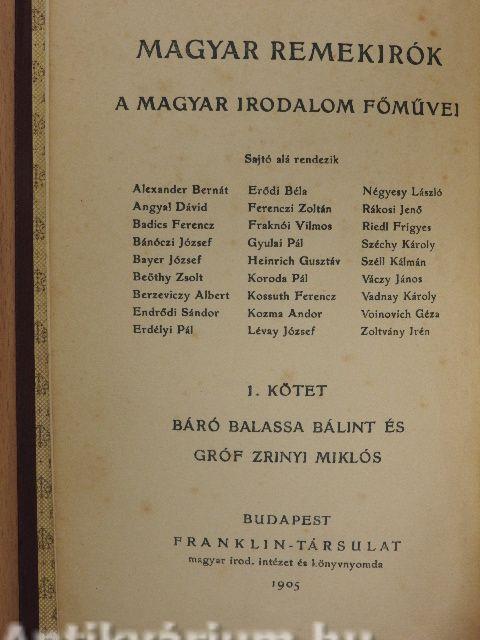 MAGYAR REMEKIRÓK
A MAGYAR IRODALOM FŐMŰVEI
Sajtó alá rendezik
Alexander Bernát
Angyal Dávid
Badics Ferencz
Bánóczi József
Bayer József
Beöthy Zsolt
Berzeviczy Albert
Endrődi Sándor
Erdélyi Pál
Erődi Béla
Ferenczi Zoltán
Fraknói Vilmos
Gyulai Pál
Heinrich Gusztáv
Koroda Pál
Kossuth Ferencz
Kozma Andor
Lévay József
Négyesy László
Rákosi Jenő
Riedl Frigyes
Széchy Károly
Széll Kálmán
Váczy János
Vadnay Károly
Voinovich Géza
Zoltvány Irén
1. KÖTET
BÁRÓ BALASSA BÁLINT ÉS
GRÓF ZRINYI MIKLÓS
BUDAPEST
FRANKLIN-TÁRSULAT
magyar irod. intézet és könyvnyomda
1905
Antikvárium.hu